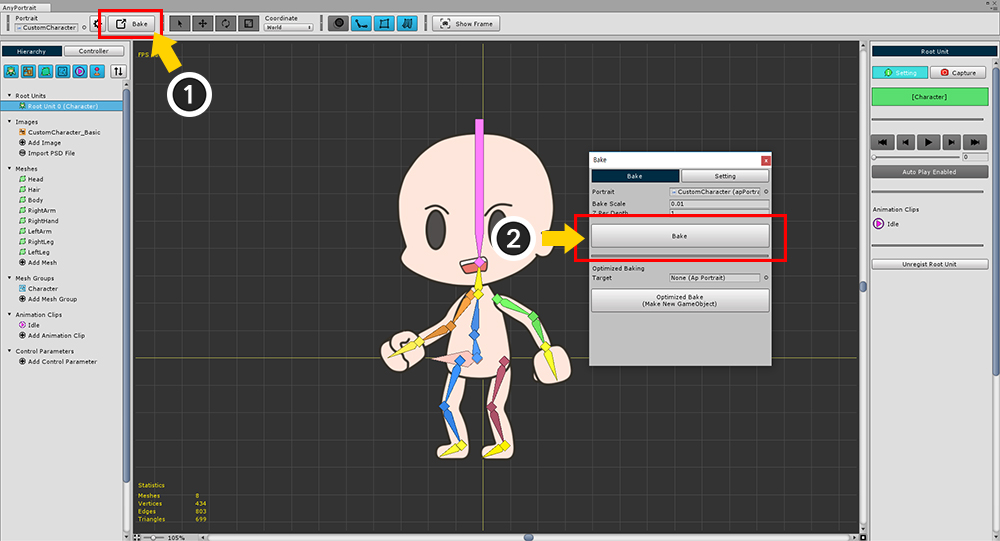 AnyPortrait
Portrait
CustomCharacter
Bake
Coordinate
World
Show Frame
Hierarchy
Controller
Root Units
Root Unit 0 (Character)
Images
CustomCharacter_Basic
Add Image
Import PSD File
Meshes
Head
Hair
Body
RightArm
RightHand
LeftArm
RightLeg
LeftLeg
Add Mesh
Mesh Groups
Character
Add Mesh Group
Animation Clips
Idle
Add Animation Clip
Control Parameters
Add Control Parameter
FPS
1
2
Bake
Bake
Setting
Portrait
CustomCharacter (apPortra
Bake Scale
0.01
Z Per Depth
1
Bake
Optimized Baking
Target
None (Ap Portrait)
Optimized Bake
(Make New GameObject)
Statistics
Meshes 8
Vertices 434
Edges 803
Triangles 699
105%
Root Unit
Setting
Capture
[Character]
0
Auto Play Enabled
Animation Clips
Idle
Unregist Root Unit